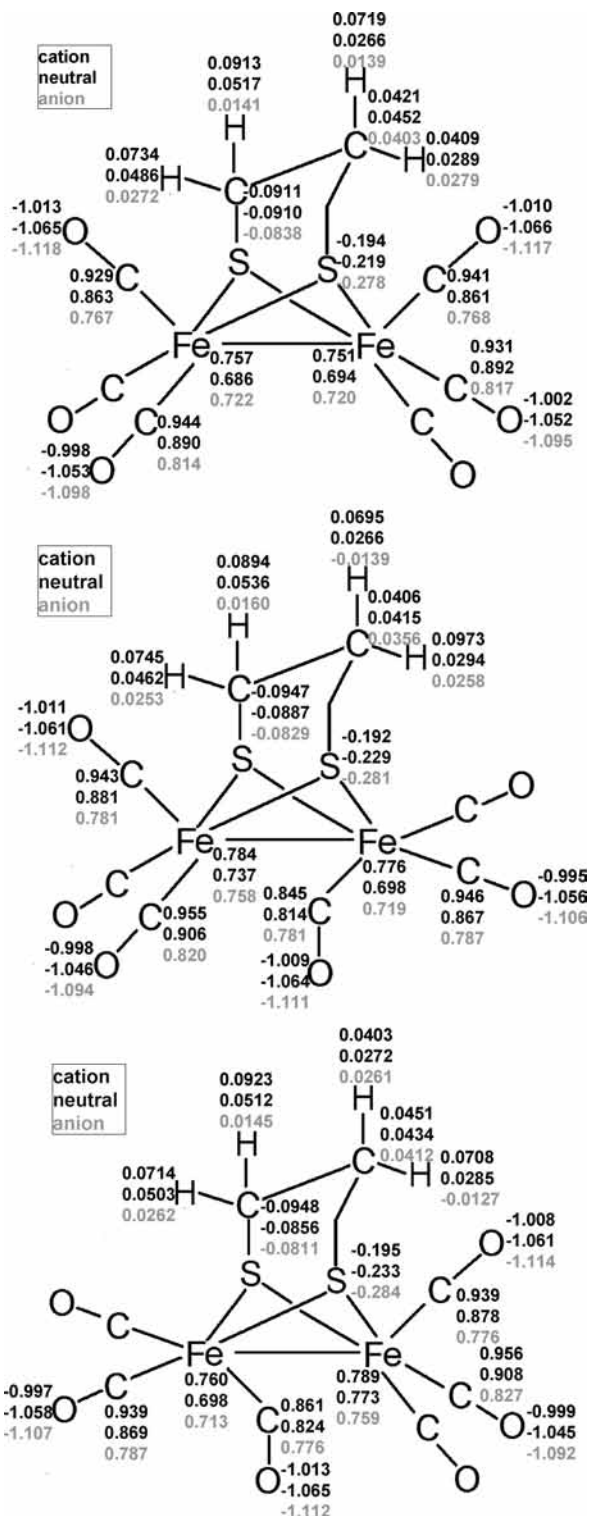 cation
neutral
anion
0.0719
0.0266
0.0139
H
0.0913
0.0517
0.0141
H
0.0421
0.0452
0.0403
C
0.0409
0.0289
0.0279
H
0.0734
0.0486
0.0272
H
C
-0.0911
-0.0910
-0.0838
-1.013
-1.065
-1.118
O
-1.010
-1.066
-1.117
O
0.929
0.863
0.767
C
S
S
-0.194
-0.219
-0.278
C
0.941
0.861
0.768
Fe
0.757
0.686
0.722
0.751
0.694
0.720
Fe
0.931
0.892
0.817
C
O
-1.002
-1.052
-1.095
C
O
C
0.944
0.890
0.814
-0.998
-1.053
-1.098
O
C
O
cation
neutral
anion
0.0695
0.0266
-0.0139
H
0.0894
0.0536
0.0160
H
0.0406
0.0415
0.0356
C
0.0973
0.0294
0.0258
H
0.0745
0.0462
0.0253
H
C
-0.0947
-0.0887
-0.0829
-1.011
-1.061
-1.112
O
0.943
0.881
0.781
C
S
S
-0.192
-0.229
-0.281
C
O
Fe
0.784
0.737
0.758
Fe
0.776
0.698
0.719
C
0.946
0.867
0.787
O
-0.995
-1.056
-1.106
C
O
C
0.955
0.906
0.820
0.845
0.814
0.781
C
-0.998
-1.046
-1.094
O
-1.009
-1.064
-1.111
O
cation
neutral
anion
0.0403
0.0272
0.0261
H
0.0923
0.0512
0.0145
H
0.0451
0.0434
0.0412
C
0.0708
0.0285
-0.0127
H
0.0714
0.0503
0.0262
H
C
-0.0948
-0.0856
-0.0811
-1.008
-1.061
-1.114
O
S
S
-0.195
-0.233
-0.284
C
0.939
0.878
0.776
O
C
Fe
0.760
0.698
0.713
0.789
0.773
0.759
Fe
0.956
0.908
0.827
C
-0.997
-1.058
-1.107
O
C
0.939
0.869
0.787
C
0.861
0.824
0.776
C
O
-0.999
-1.045
-1.092
O
-1.013
-1.065
-1.112
O